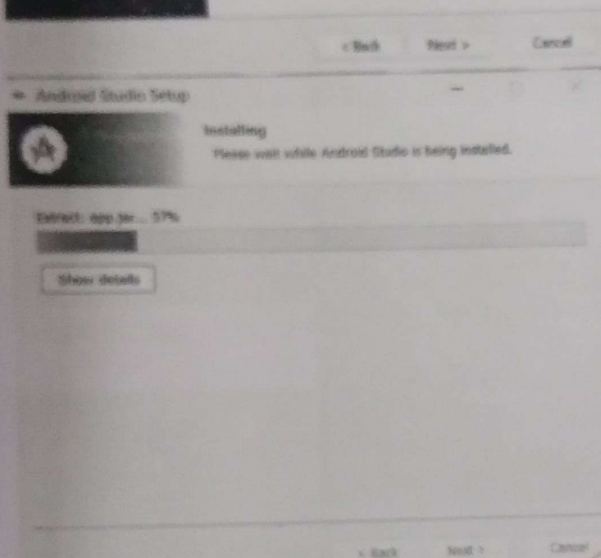 < Back Next > Cancel
Android Studio Setup
Installing
Please wait while Android Studio is being installed.
Extract: app.jar... 57%
Show details
< Back Next > Cancel